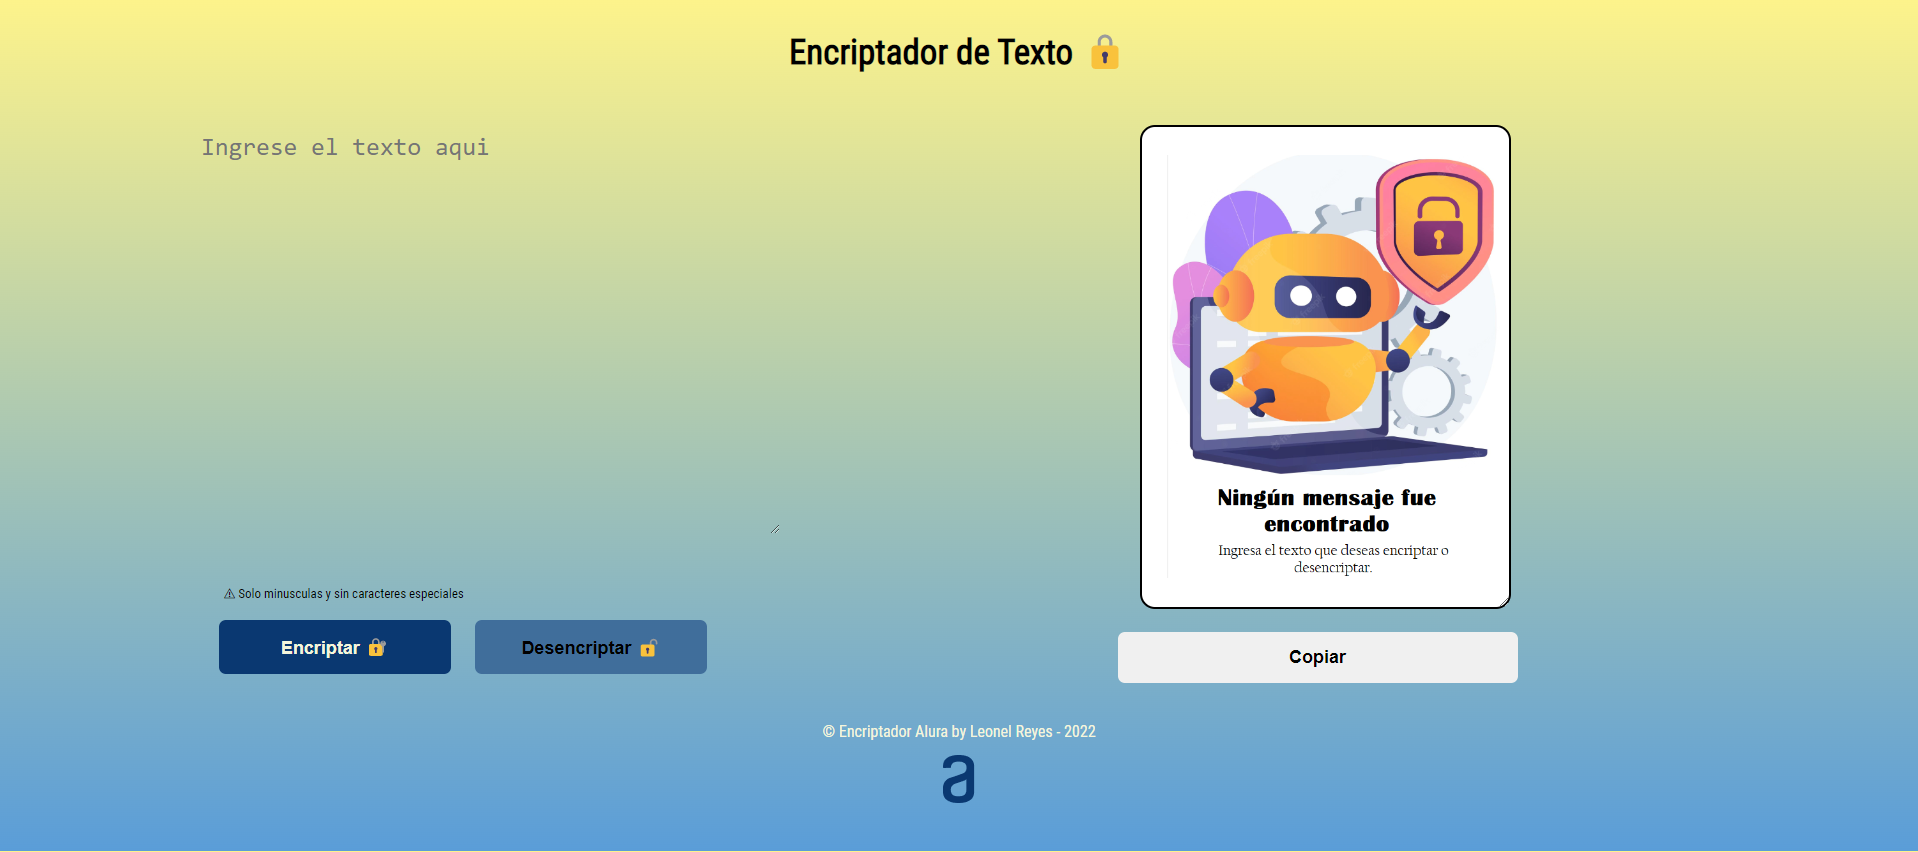 Encriptador de Texto 🔒
Ingrese el texto aqui
Ningún mensaje fue
encontrado
Ingresa el texto que deseas encriptar o
desencriptar.
⚠ Solo minusculas y sin caracteres especiales
Encriptar 🔐
Desencriptar 🔓
Copiar
© Encriptador Alura by Leonel Reyes - 2022
a